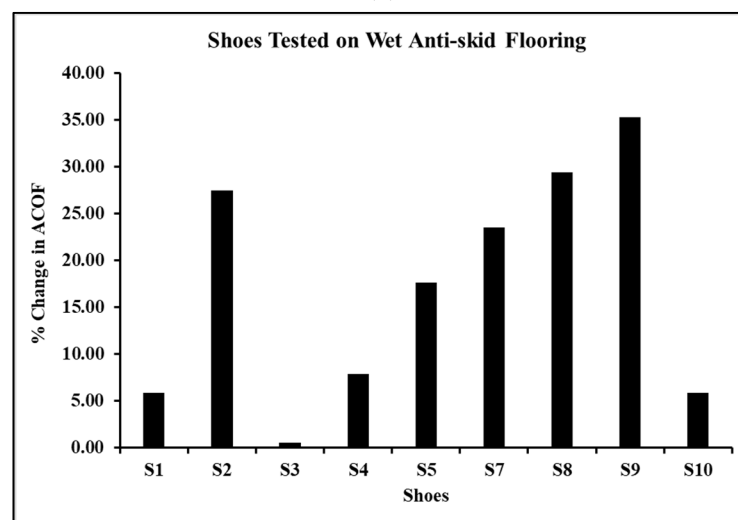 Shoes Tested on Wet Anti-skid Flooring
40.00
35.00
30.00
25.00
20.00
15.00
10.00
5.00
0.00
% Change in ACOF
S1 S2 S3 S4 S5 S7 S8 S9 S10
Shoes